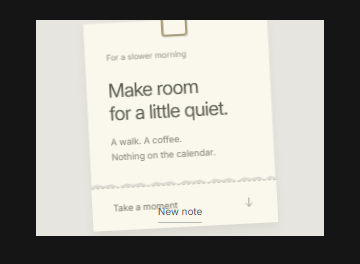 For a slower morning
Make room
for a little quiet.
A walk. A coffee.
Nothing on the calendar.
Take a moment
New note